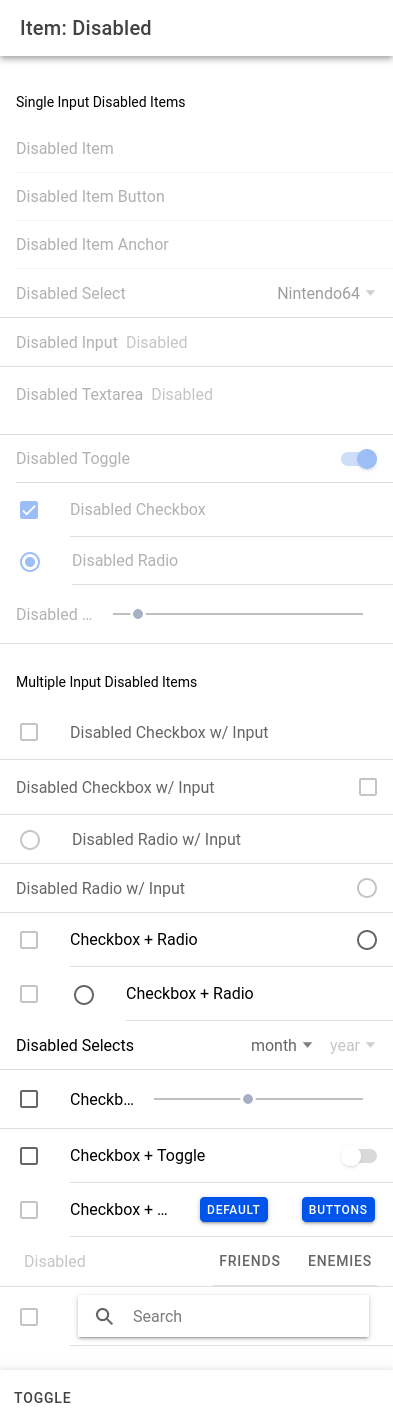 Item: Disabled
Single Input Disabled Items
Disabled Item
Disabled Item Button
Disabled Item Anchor
Disabled Select Nintendo64
Disabled Input Disabled
Disabled Textarea Disabled
Disabled Toggle
Disabled Checkbox
Disabled Radio
Disabled ...
Multiple Input Disabled Items
Disabled Checkbox w/ Input
Disabled Checkbox w/ Input
Disabled Radio w/ Input
Disabled Radio w/ Input
Checkbox + Radio
Checkbox + Radio
Disabled Selects month year
Checkb...
Checkbox + Toggle
Checkbox + ... DEFAULT BUTTONS
Disabled FRIENDS ENEMIES
Search
TOGGLE